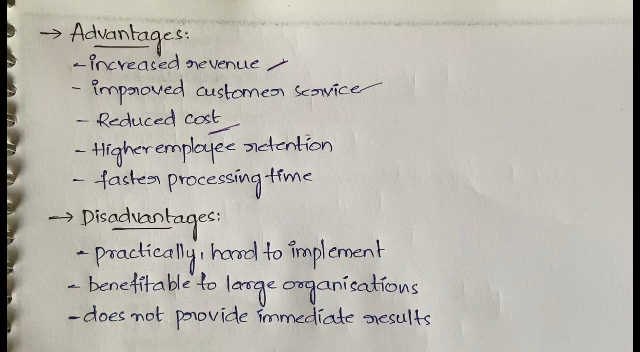 → Advantages:
- increased revenue
- improved customer service
- Reduced cost
- Higher employee retention
- faster processing time
→ Disadvantages:
- practically, hard to implement
- benefitable to large organisations
- does not provide immediate results